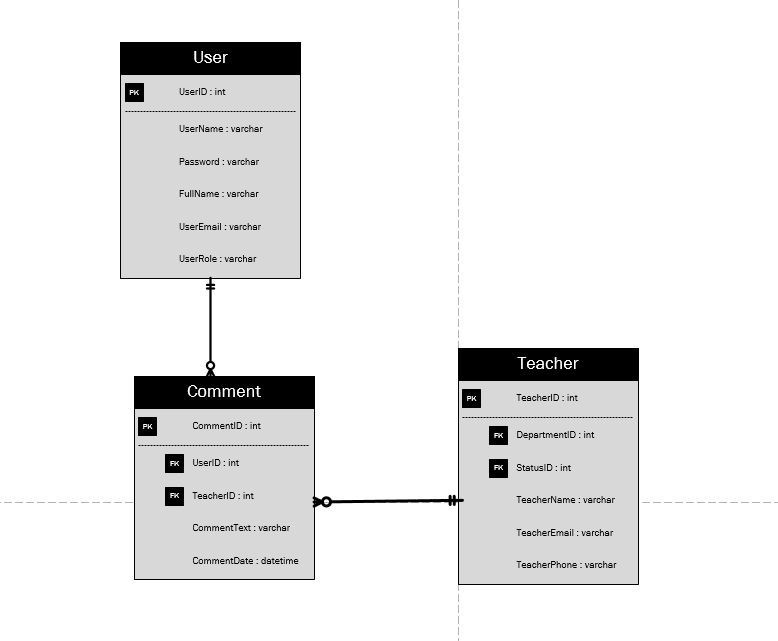 User
PK UserID : int
UserName : varchar
Password : varchar
FullName : varchar
UserEmail : varchar
UserRole : varchar
Comment
PK CommentID : int
FK UserID : int
FK TeacherID : int
CommentText : varchar
CommentDate : datetime
Teacher
PK TeacherID : int
FK DepartmentID : int
FK StatusID : int
TeacherName : varchar
TeacherEmail : varchar
TeacherPhone : varchar